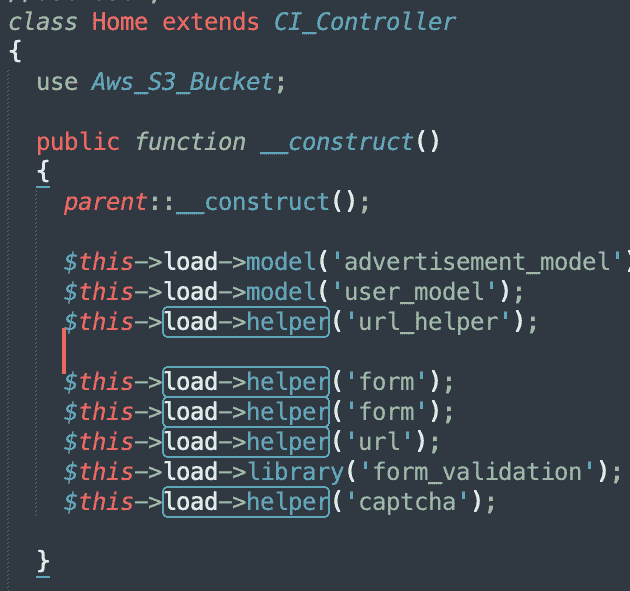 class Home extends CI_Controller
{
use Aws_S3_Bucket;
public function __construct()
{
parent::__construct();
$this->load->model('advertisement_model')
$this->load->model('user_model');
$this->load->helper('url_helper');
$this->load->helper('form');
$this->load->helper('form');
$this->load->helper('url');
$this->load->library('form_validation');
$this->load->helper('captcha');
}